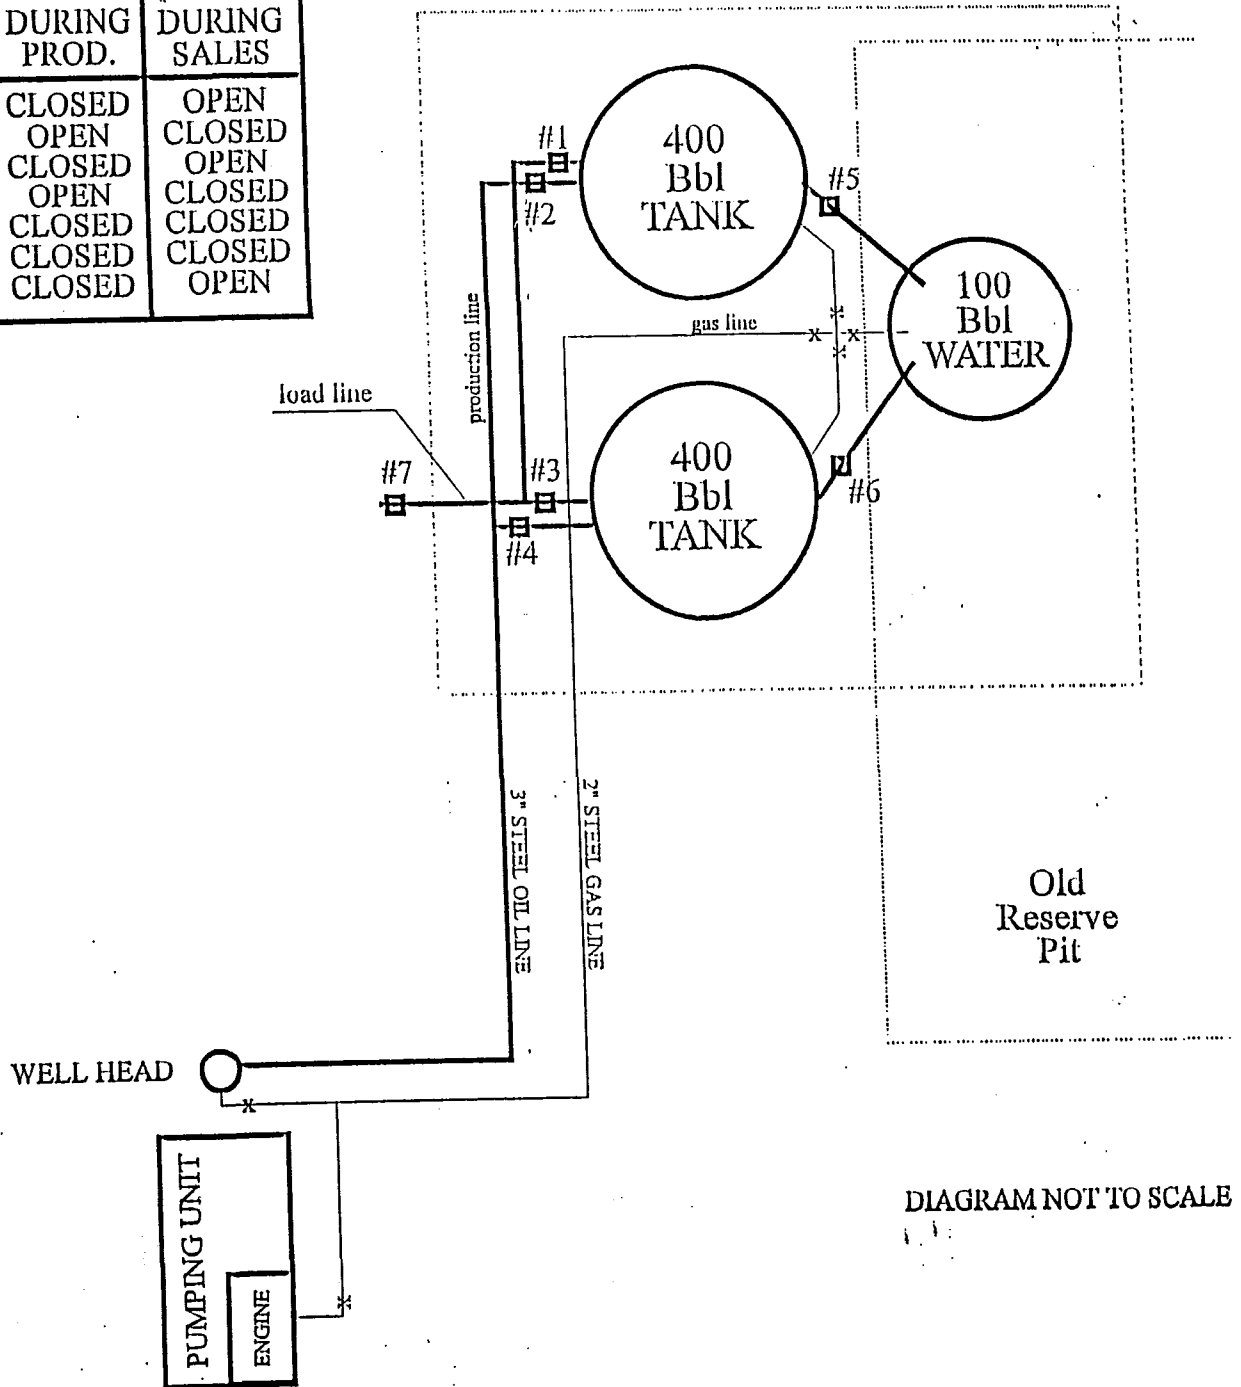 DURING PROD.
DURING SALES
CLOSED OPEN
OPEN CLOSED
CLOSED OPEN
OPEN CLOSED
CLOSED CLOSED
CLOSED CLOSED
CLOSED OPEN
#1
#2
400
Bbl
TANK
#5
100
Bbl
WATER
gas line
production line
load line
#7
#3
#4
400
Bbl
TANK
#6
3" STEEL OIL LINE
2" STEEL GAS LINE
Old
Reserve
Pit
WELL HEAD
PUMPING UNIT
ENGINE
DIAGRAM NOT TO SCALE